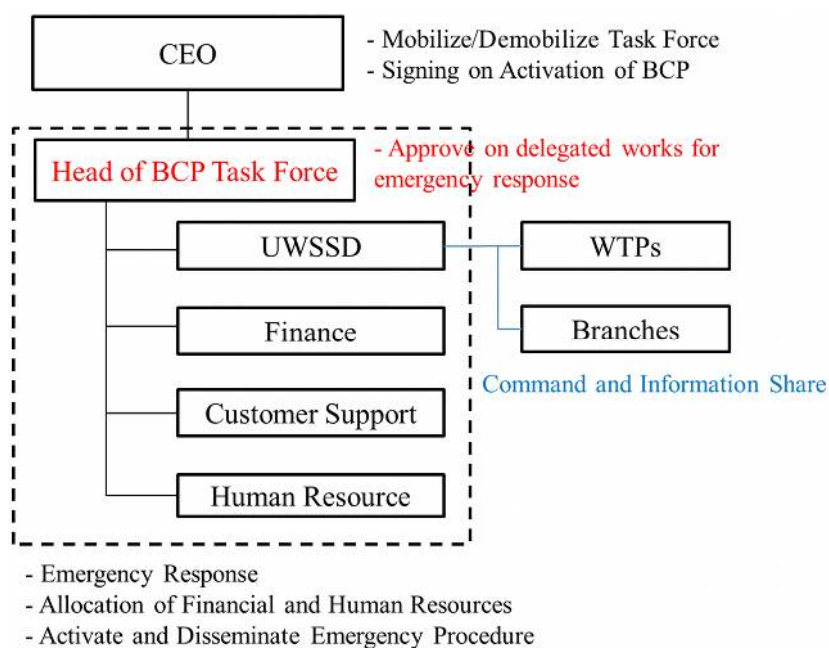 CEO
- Mobilize/Demobilize Task Force
- Signing on Activation of BCP
Head of BCP Task Force
- Approve on delegated works for
emergency response
UWSSD
WTPs
Finance
Branches
Command and Information Share
Customer Support
Human Resource
- Emergency Response
- Allocation of Financial and Human Resources
- Activate and Disseminate Emergency Procedure